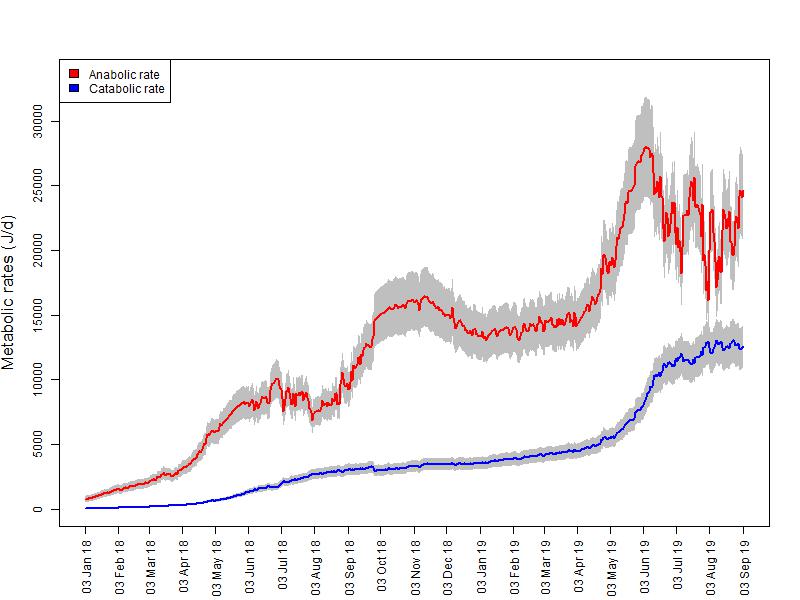 Anabolic rate
Catabolic rate
Metabolic rates (J/d)
30000
25000
20000
15000
10000
5000
0
03 Jan 18
03 Feb 18
03 Mar 18
03 Apr 18
03 May 18
03 Jun 18
03 Jul 18
03 Aug 18
03 Sep 18
03 Oct 18
03 Nov 18
03 Dec 18
03 Jan 19
03 Feb 19
03 Mar 19
03 Apr 19
03 May 19
03 Jun 19
03 Jul 19
03 Aug 19
03 Sep 19